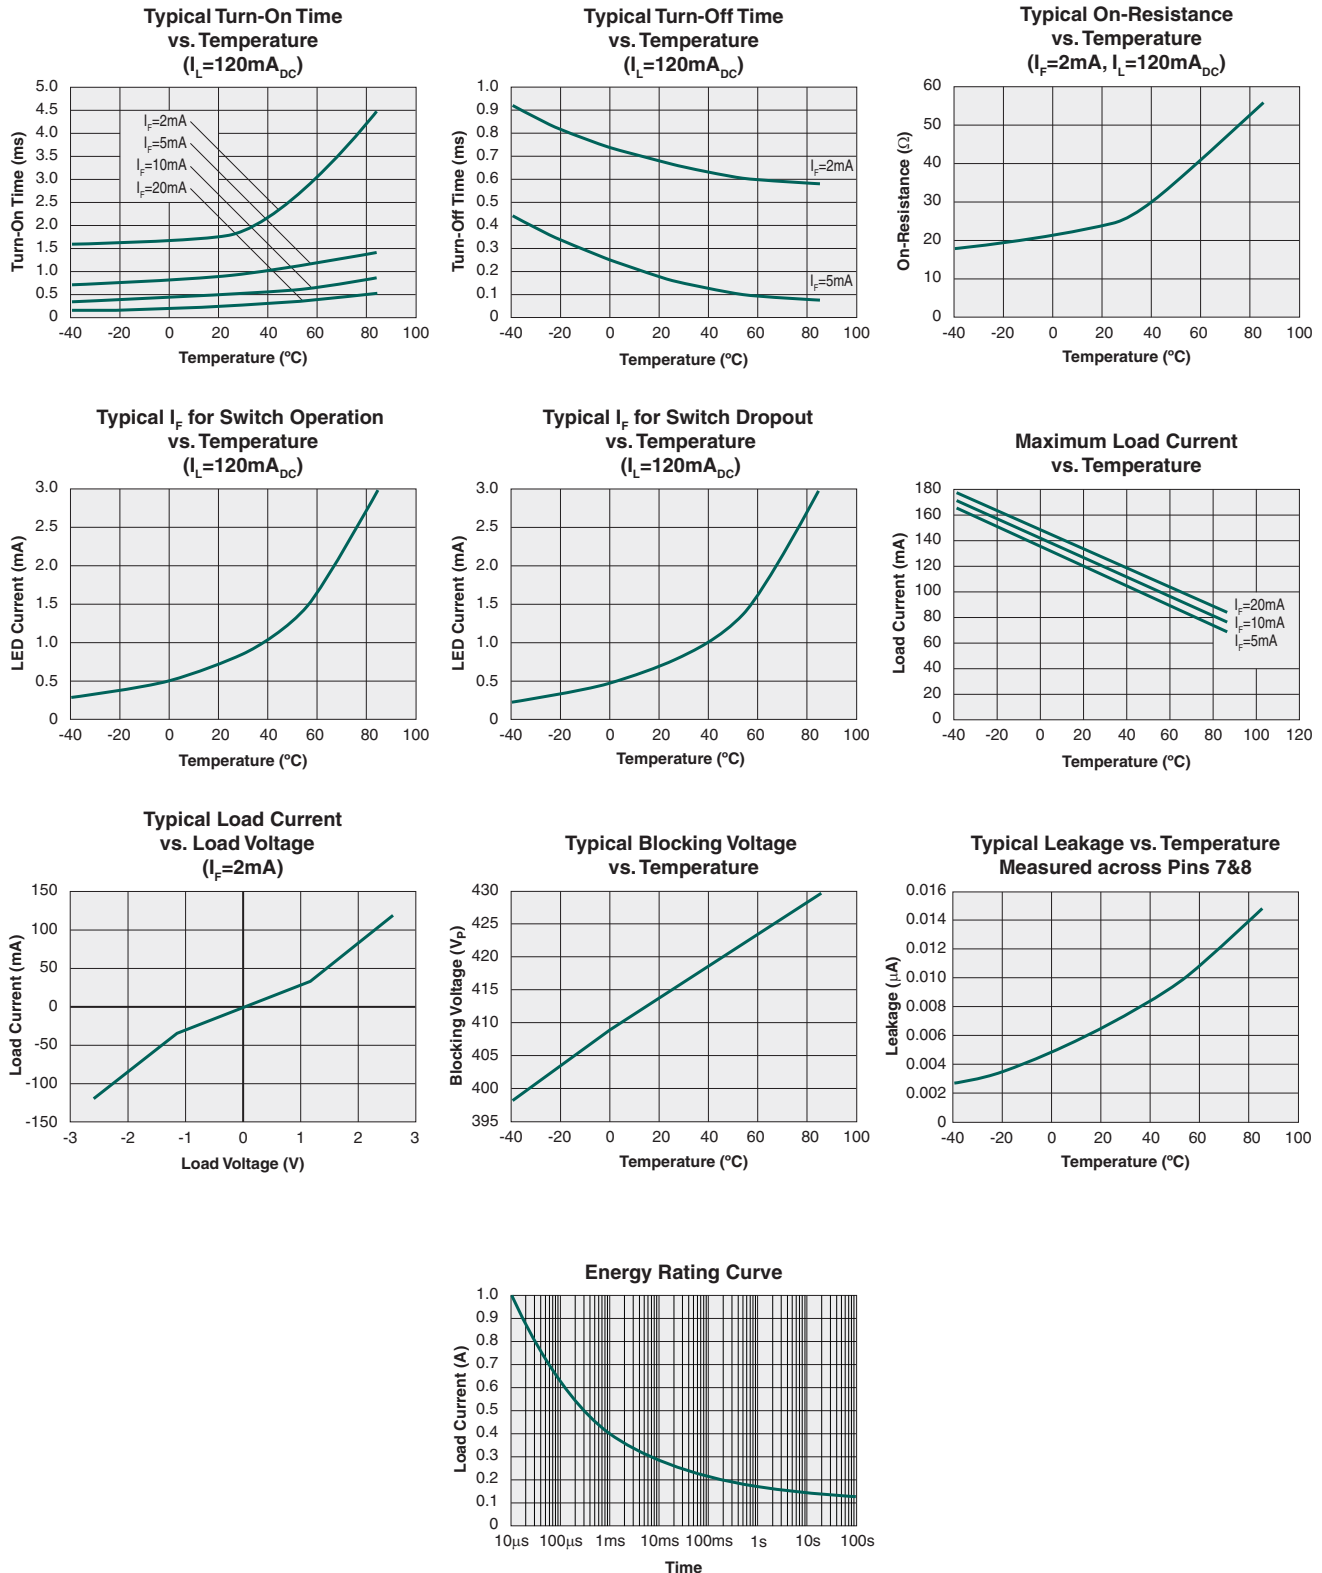 Typical Turn-On Time
vs. Temperature
(IL=120mADC)
Turn-On Time (ms)
5.0
4.5
4.0
3.5
3.0
2.5
2.0
1.5
1.0
0.5
0
IF=2mA
IF=5mA
IF=10mA
IF=20mA
-40 -20 0 20 40 60 80 100
Temperature (ºC)
Typical Turn-Off Time
vs. Temperature
(IL=120mADC)
Turn-Off Time (ms)
1.0
0.9
0.8
0.7
0.6
0.5
0.4
0.3
0.2
0.1
0
IF=2mA
IF=5mA
-40 -20 0 20 40 60 80 100
Temperature (ºC)
Typical On-Resistance
vs. Temperature
(IF=2mA, IL=120mADC)
On-Resistance (Ω)
60
50
40
30
20
10
0
-40 -20 0 20 40 60 80 100
Temperature (ºC)
Typical IF for Switch Operation
vs. Temperature
(IL=120mADC)
LED Current (mA)
3.0
2.5
2.0
1.5
1.0
0.5
0
-40 -20 0 20 40 60 80 100
Temperature (ºC)
Typical IF for Switch Dropout
vs. Temperature
(IL=120mADC)
LED Current (mA)
3.0
2.5
2.0
1.5
1.0
0.5
0
-40 -20 0 20 40 60 80 100
Temperature (ºC)
Maximum Load Current
vs. Temperature
Load Current (mA)
180
160
140
120
100
80
60
40
20
0
IF=20mA
IF=10mA
IF=5mA
-40 -20 0 20 40 60 80 100 120
Temperature (ºC)
Typical Load Current
vs. Load Voltage
(IF=2mA)
Load Current (mA)
150
100
50
0
-50
-100
-150
-3 -2 -1 0 1 2 3
Load Voltage (V)
Typical Blocking Voltage
vs. Temperature
Blocking Voltage (VP)
430
425
420
415
410
405
400
395
-40 -20 0 20 40 60 80 100
Temperature (ºC)
Typical Leakage vs. Temperature
Measured across Pins 7&8
Leakage (μA)
0.016
0.014
0.012
0.010
0.008
0.006
0.004
0.002
0
-40 -20 0 20 40 60 80 100
Temperature (ºC)
Energy Rating Curve
Load Current (A)
1.0
0.9
0.8
0.7
0.6
0.5
0.4
0.3
0.2
0.1
0
10μs 100μs 1ms 10ms 100ms 1s 10s 100s
Time